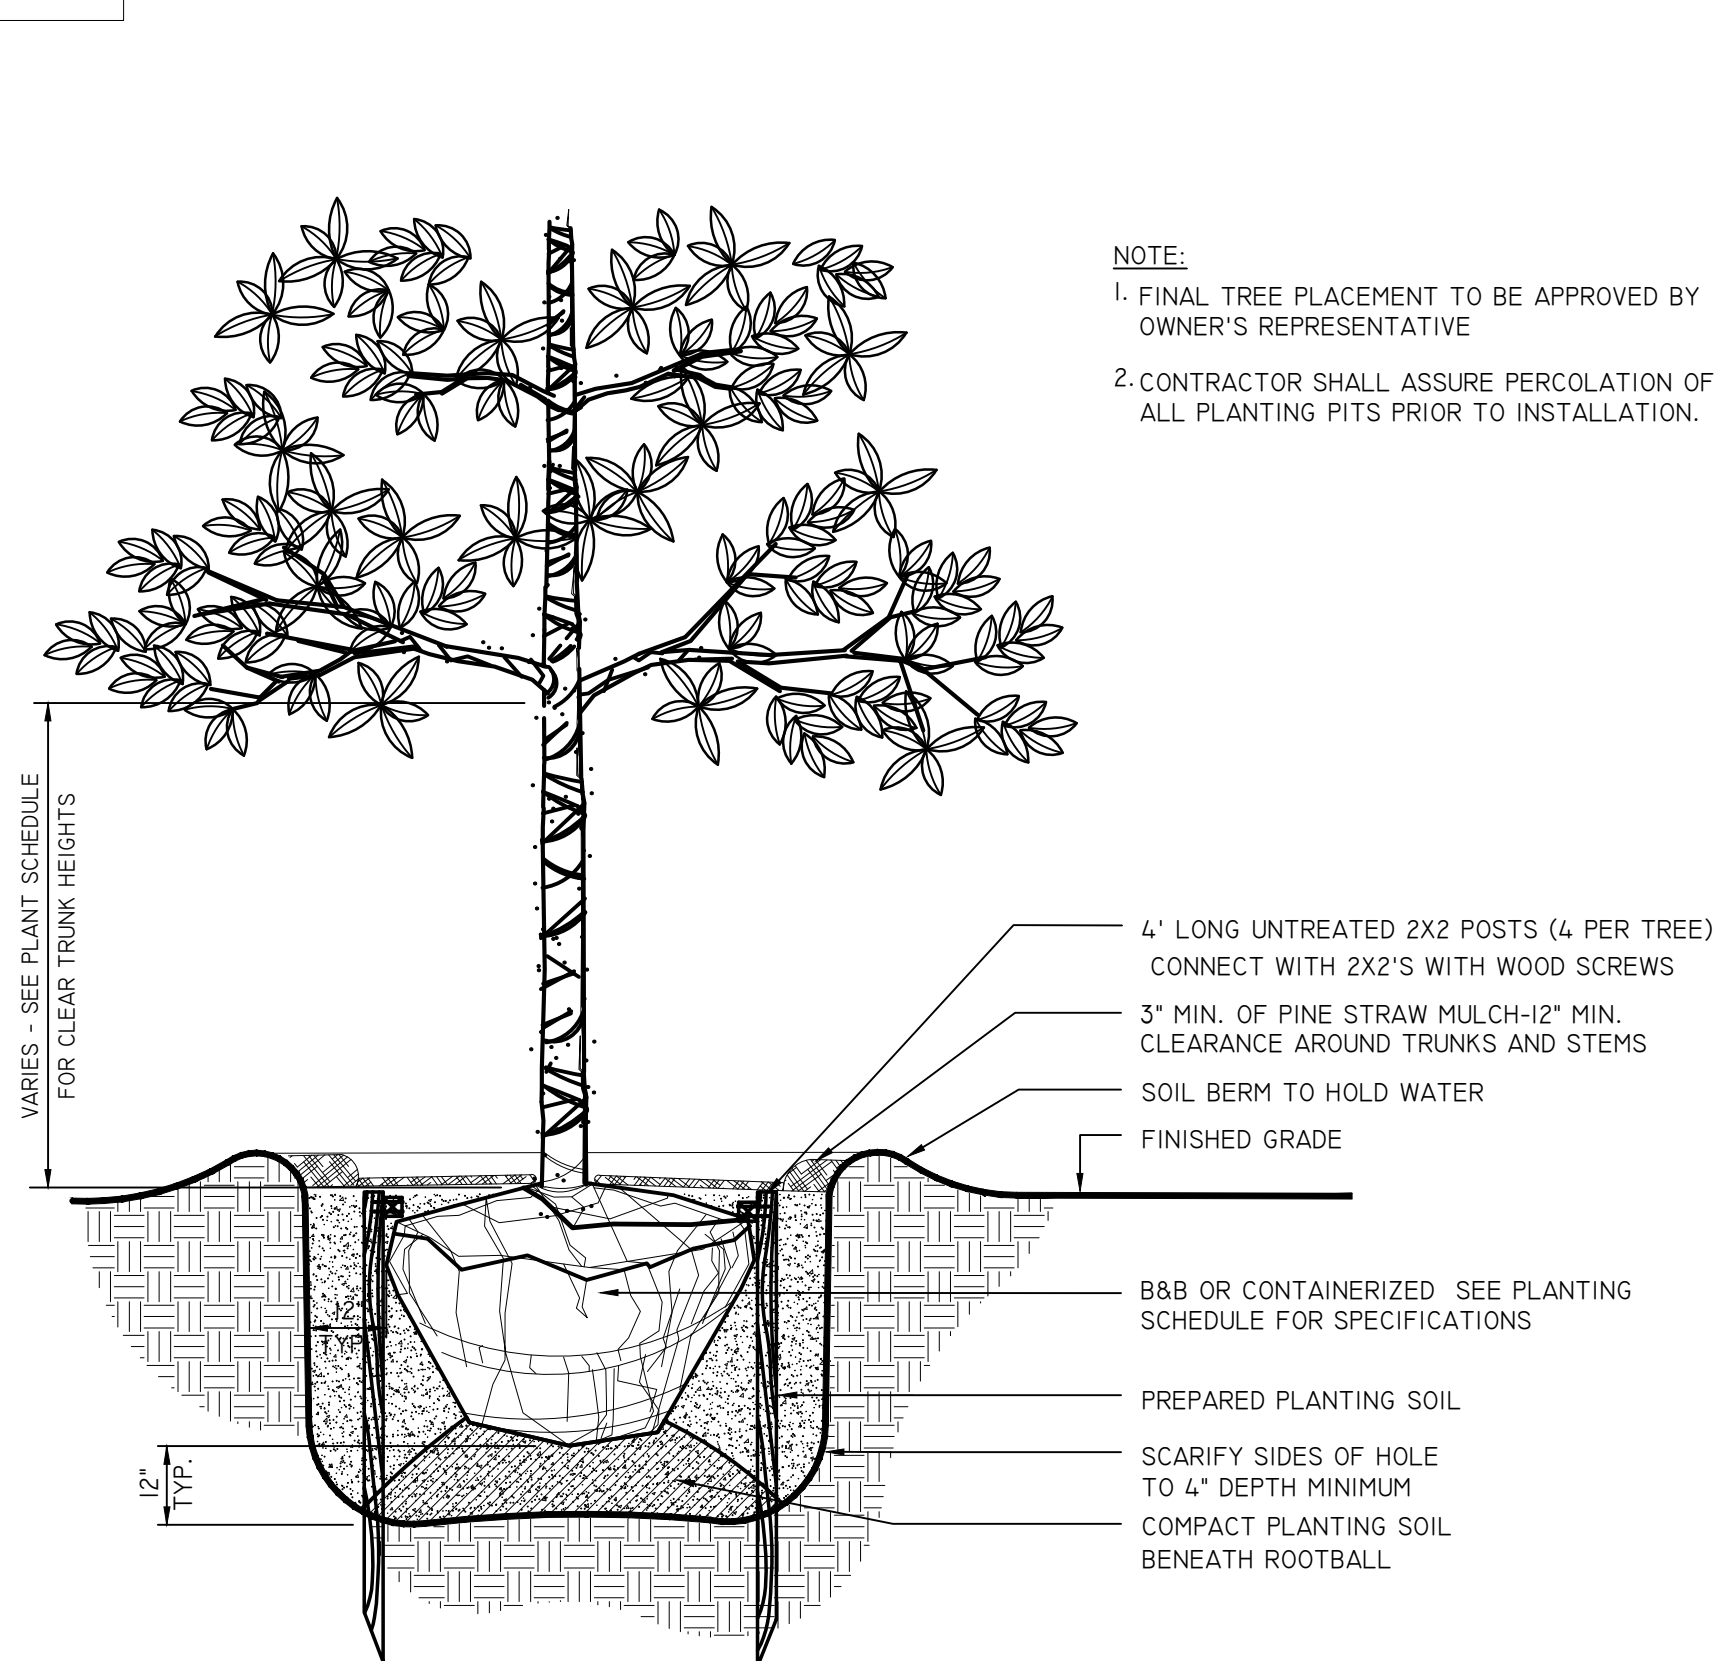 NOTE:
1. FINAL TREE PLACEMENT TO BE APPROVED BY
OWNER'S REPRESENTATIVE
2. CONTRACTOR SHALL ASSURE PERCOLATION OF
ALL PLANTING PITS PRIOR TO INSTALLATION.
VARIES - SEE PLANT SCHEDULE
FOR CLEAR TRUNK HEIGHTS
4' LONG UNTREATED 2X2 POSTS (4 PER TREE)
CONNECT WITH 2X2'S WITH WOOD SCREWS
3" MIN. OF PINE STRAW MULCH-12" MIN.
CLEARANCE AROUND TRUNKS AND STEMS
SOIL BERM TO HOLD WATER
FINISHED GRADE
B&B OR CONTAINERIZED  SEE PLANTING
SCHEDULE FOR SPECIFICATIONS
12"
TYP.
PREPARED PLANTING SOIL
SCARIFY SIDES OF HOLE
TO 4" DEPTH MINIMUM
12"
TYP.
COMPACT PLANTING SOIL
BENEATH ROOTBALL